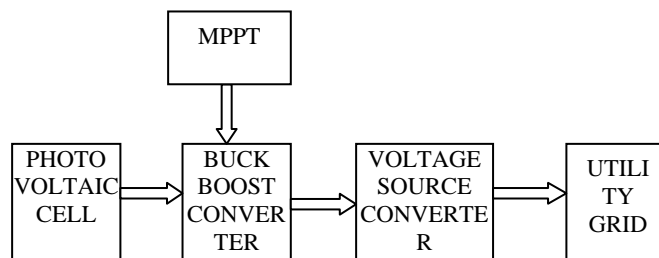 MPPT
PHOTO
VOLTAIC
CELL
BUCK
BOOST
CONVER
TER
VOLTAGE
SOURCE
CONVERTE
R
UTILI
TY
GRID